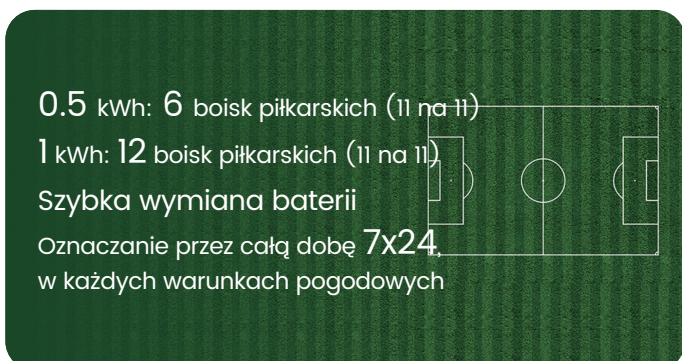 0.5 kWh: 6 boisk piłkarskich (11 na 11)
1 kWh: 12 boisk piłkarskich (11 na 11)
Szybka wymiana baterii
Oznaczanie przez całą dobę 7x24,
w każdych warunkach pogodowych